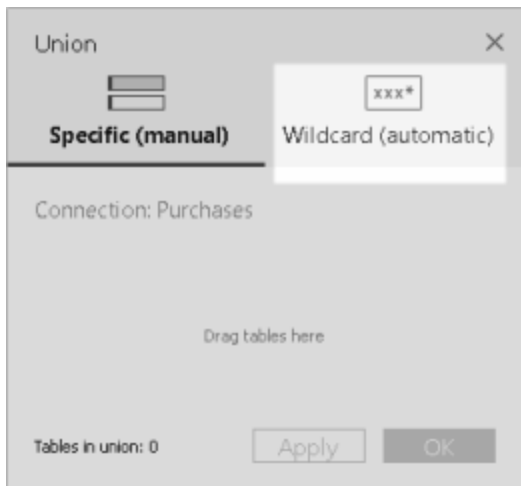 Union
xxx*
Specific (manual)
Wildcard (automatic)
Connection: Purchases
Drag tables here
Tables in union: 0
Apply
OK